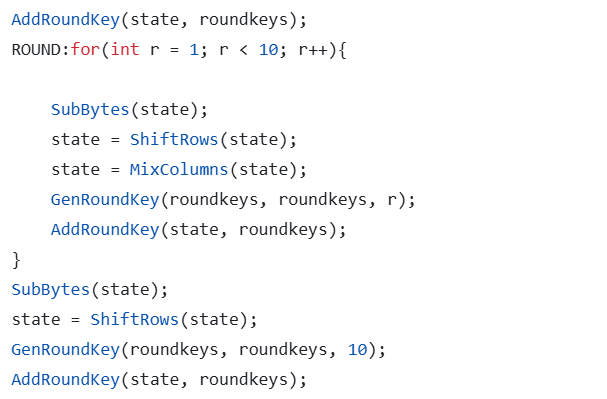 AddRoundKey(state, roundkeys);
ROUND:for(int r = 1; r < 10; r++){
SubBytes(state);
state = ShiftRows(state);
state = MixColumns(state);
GenRoundKey(roundkeys, roundkeys, r);
AddRoundKey(state, roundkeys);
}
SubBytes(state);
state = ShiftRows(state);
GenRoundKey(roundkeys, roundkeys, 10);
AddRoundKey(state, roundkeys);